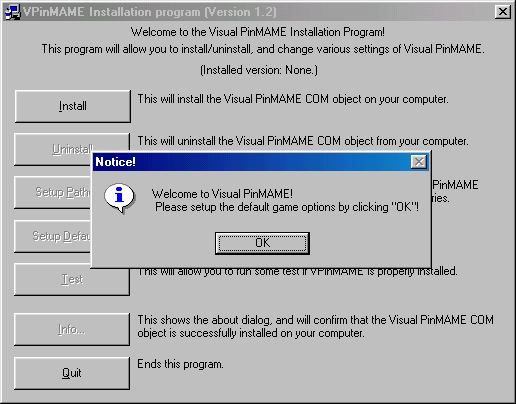 VPinMAME Installation program (Version 1.2)
Welcome to the Visual PinMAME Installation Program!
This program will allow you to install/uninstall, and change various settings of Visual PinMAME.
(Installed version: None.)
Install
This will install the Visual PinMAME COM object on your computer.
Uninstall
This will uninstall the Visual PinMAME COM object from your computer.
Notice!
Setup
PinMAME
Welcome to Visual PinMAME!
Please setup the default game options by clicking "OK"!
Setup
OK
Test
This will allow you to run some test if VPinMAME is properly installed.
Info...
This shows the about dialog, and will confirm that the Visual PinMAME COM
object is successfully installed on your computer.
Quit
Ends this program.